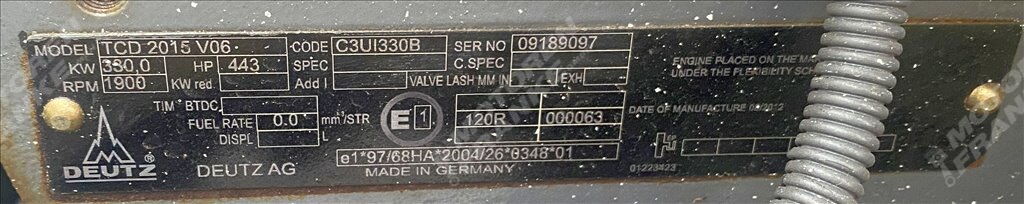 MODEL TCD 2015 V06 CODE C3UI330B SER NO 09189097
KW 330,0 HP 443 SPEC C.SPEC
RPM 1900 KW red. Add I VALVE LASH MM IN EXH
ENGINE PLACED ON THE
UNDER THE FLEXIBILITY
TIM° BTDC
FUEL RATE 0.0 mm³/STR
DISPL L
E 1 120R 000063
DATE OF MANUFACTURE 2012
DEUTZ ®
DEUTZ AG
e1*97/68HA*2004/26*0348*01
MADE IN GERMANY
01223423